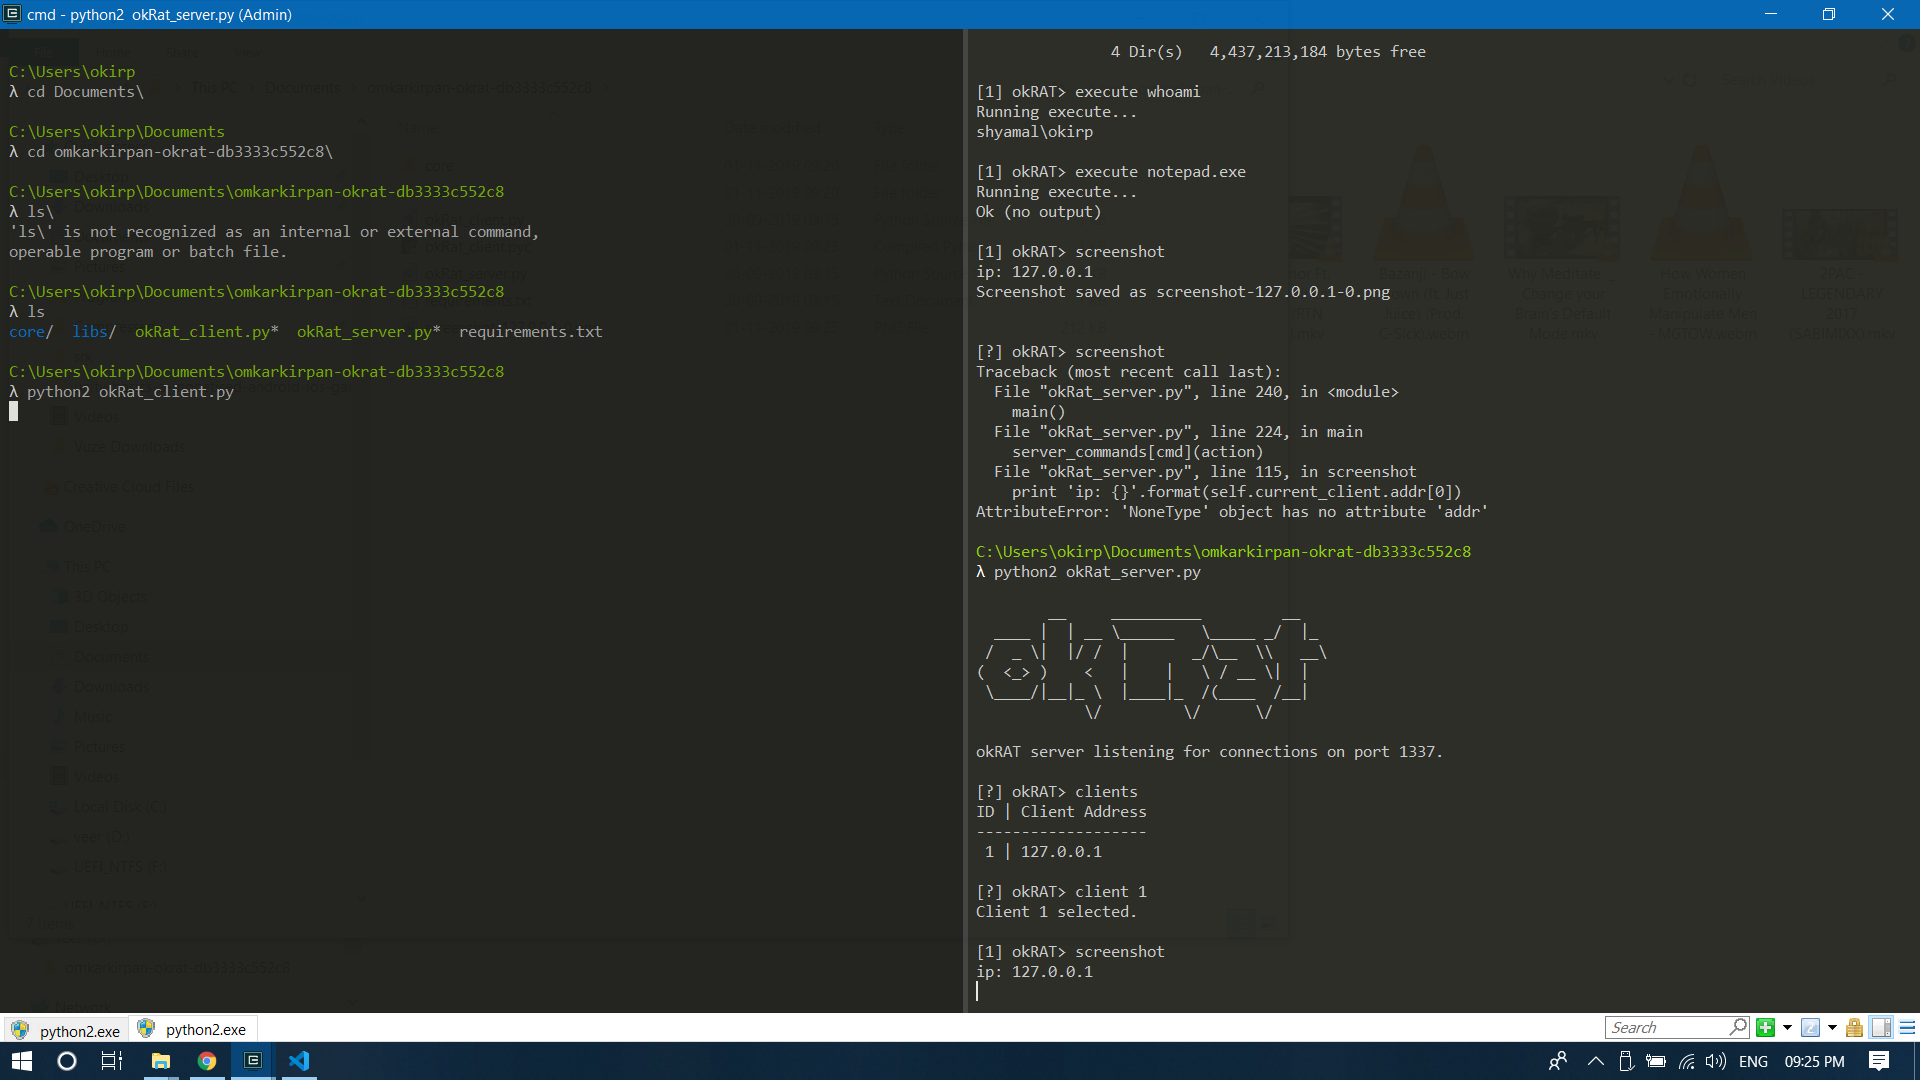 cmd - python2  okRat_server.py (Admin)
C:\Users\okirp
λ cd Documents\
C:\Users\okirp\Documents
λ cd omkarkirpan-okrat-db3333c552c8\
C:\Users\okirp\Documents\omkarkirpan-okrat-db3333c552c8
λ ls\
'ls\' is not recognized as an internal or external command,
operable program or batch file.
C:\Users\okirp\Documents\omkarkirpan-okrat-db3333c552c8
λ ls
core/  libs/  okRat_client.py*  okRat_server.py*  requirements.txt
C:\Users\okirp\Documents\omkarkirpan-okrat-db3333c552c8
λ python2 okRat_client.py
4 Dir(s)   4,437,213,184 bytes free
[1] okRAT> execute whoami
Running execute...
shyamal\okirp
[1] okRAT> execute notepad.exe
Running execute...
Ok (no output)
[1] okRAT> screenshot
ip: 127.0.0.1
Screenshot saved as screenshot-127.0.0.1-0.png
[?] okRAT> screenshot
Traceback (most recent call last):
  File "okRat_server.py", line 240, in <module>
    main()
  File "okRat_server.py", line 224, in main
    server_commands[cmd](action)
  File "okRat_server.py", line 115, in screenshot
    print 'ip: {}'.format(self.current_client.addr[0])
AttributeError: 'NoneType' object has no attribute 'addr'
C:\Users\okirp\Documents\omkarkirpan-okrat-db3333c552c8
λ python2 okRat_server.py
okRAT server listening for connections on port 1337.
[?] okRAT> clients
ID | Client Address
-------------------
 1 | 127.0.0.1
[?] okRAT> client 1
Client 1 selected.
[1] okRAT> screenshot
ip: 127.0.0.1
python2.exe
python2.exe
Search
ENG
09:25 PM